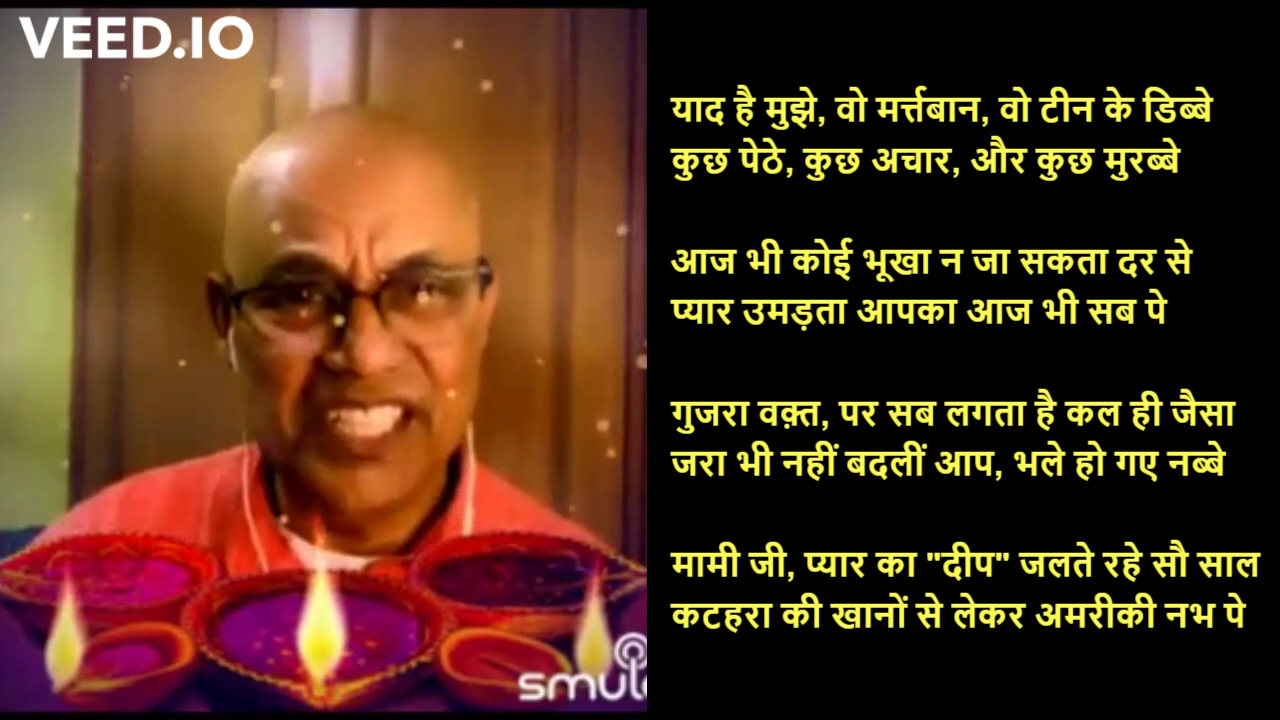 VEED.IO
याद है मुझे, वो मर्त्तबान, वो टीन के डिब्बे
कुछ पेठे, कुछ अचार, और कुछ मुरब्बे
आज भी कोई भूखा न जा सकता दर से
प्यार उमड़ता आपका आज भी सब पे
गुजरा वक़्त, पर सब लगता है कल ही जैसा
जरा भी नहीं बदलीं आप, भले हो गए नब्बे
मामी जी, प्यार का "दीप" जलते रहे सौ साल
कटहरा की खानों से लेकर अमरीकी नभ पे